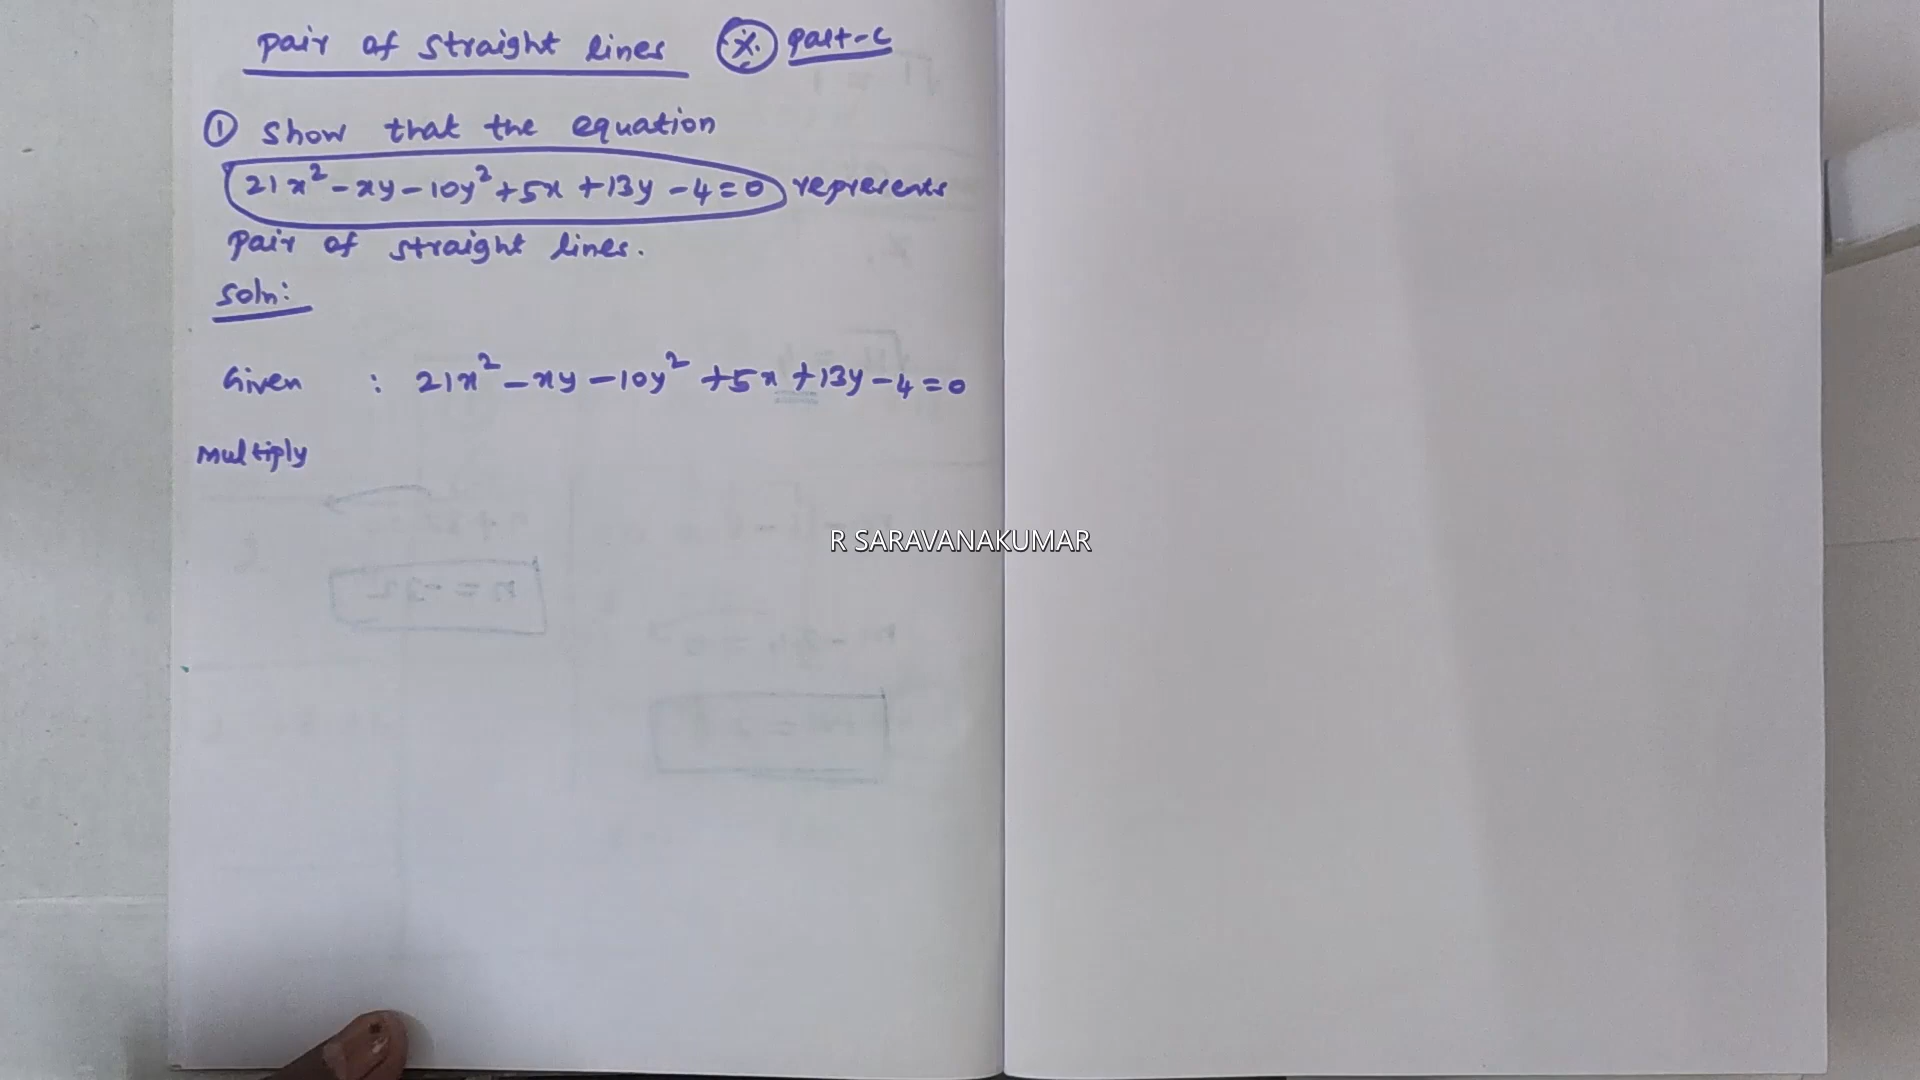 pair of straight lines (X) part-c
① Show that the equation
21x² - xy - 10y² + 5x + 13y - 4 = 0 represents
pair of straight lines.
Soln:
Given : 21x² - xy - 10y² + 5x + 13y - 4 = 0
Multiply
R SARAVANAKUMAR